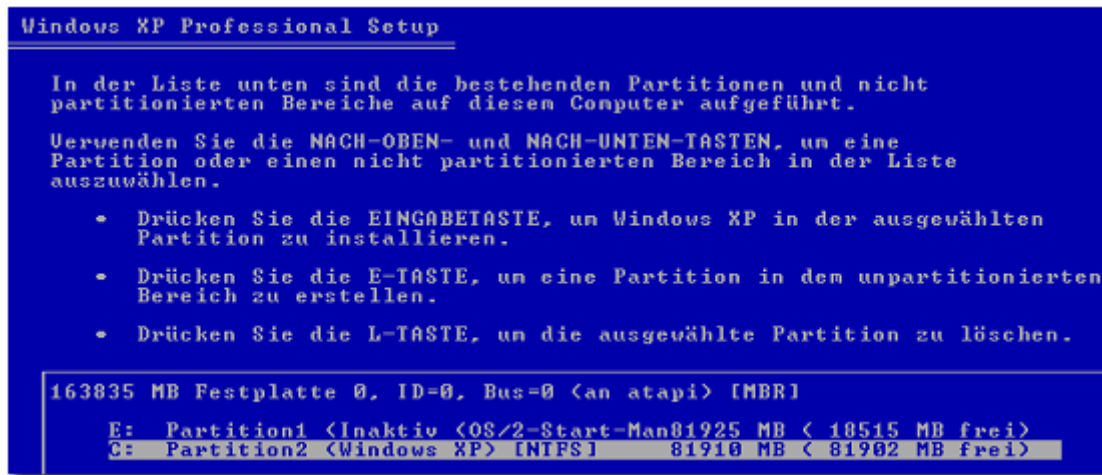 Windows XP Professional Setup
In der Liste unten sind die bestehenden Partitionen und nicht
partitionierten Bereiche auf diesem Computer aufgeführt.
Verwenden Sie die NACH-OBEN- und NACH-UNTEN-TASTEN, um eine
Partition oder einen nicht partitionierten Bereich in der Liste
auszuwählen.
• Drücken Sie die EINGABETASTE, um Windows XP in der ausgewählten
Partition zu installieren.
• Drücken Sie die E-TASTE, um eine Partition in dem unpartitionierten
Bereich zu erstellen.
• Drücken Sie die L-TASTE, um die ausgewählte Partition zu löschen.
163835 MB Festplatte 0, ID=0, Bus=0 (an atapi) [MBR]
E: Partition1 (Inaktiv (OS/2-Start-Man81925 MB ( 18515 MB frei)
C: Partition2 (Windows XP) [NTFS] 81910 MB ( 81902 MB frei)